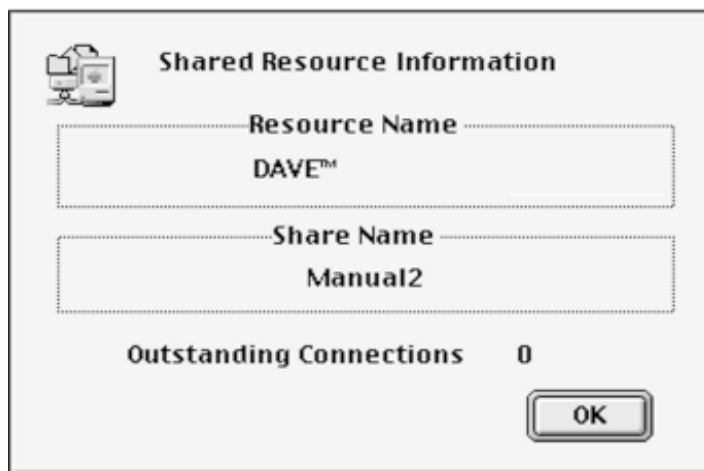 Shared Resource Information
Resource Name
DAVE™
Share Name
Manual2
Outstanding Connections 0
OK